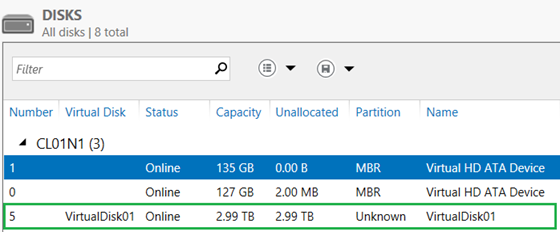 DISKS
All disks | 8 total
Filter
Number Virtual Disk Status Capacity Unallocated Partition Name
CL01N1 (3)
1 Online 135 GB 0.00 B MBR Virtual HD ATA Device
0 Online 127 GB 2.00 MB MBR Virtual HD ATA Device
5 VirtualDisk01 Online 2.99 TB 2.99 TB Unknown VirtualDisk01